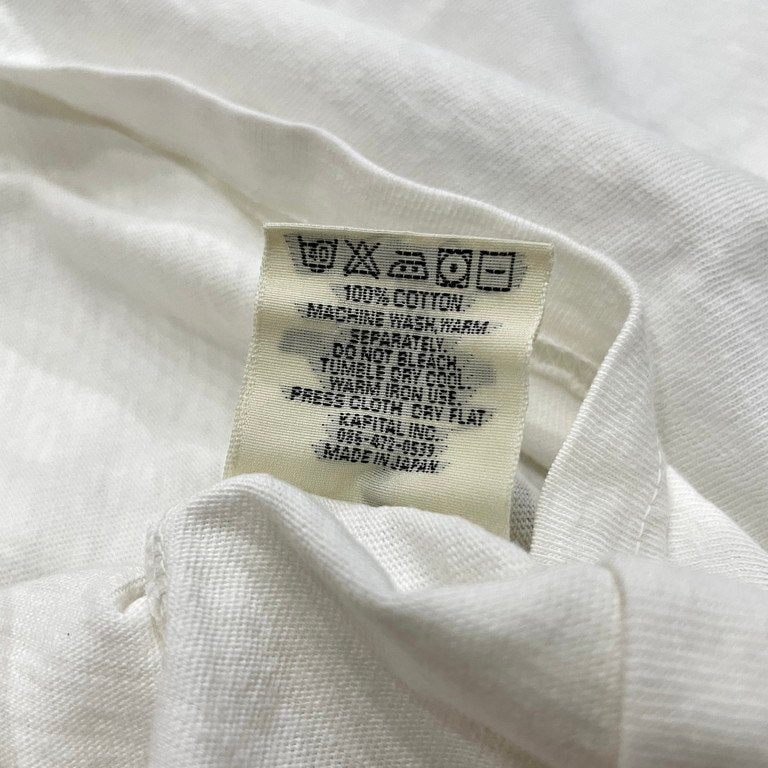 100% COTTON
MACHINE WASH, WARM
SEPARATELY.
DO NOT BLEACH.
TUMBLE DRY COOL.
WARM IRON USE.
PRESS CLOTH DRY FLAT
KAPITAL INC.
086-472-0539
MADE IN JAPAN